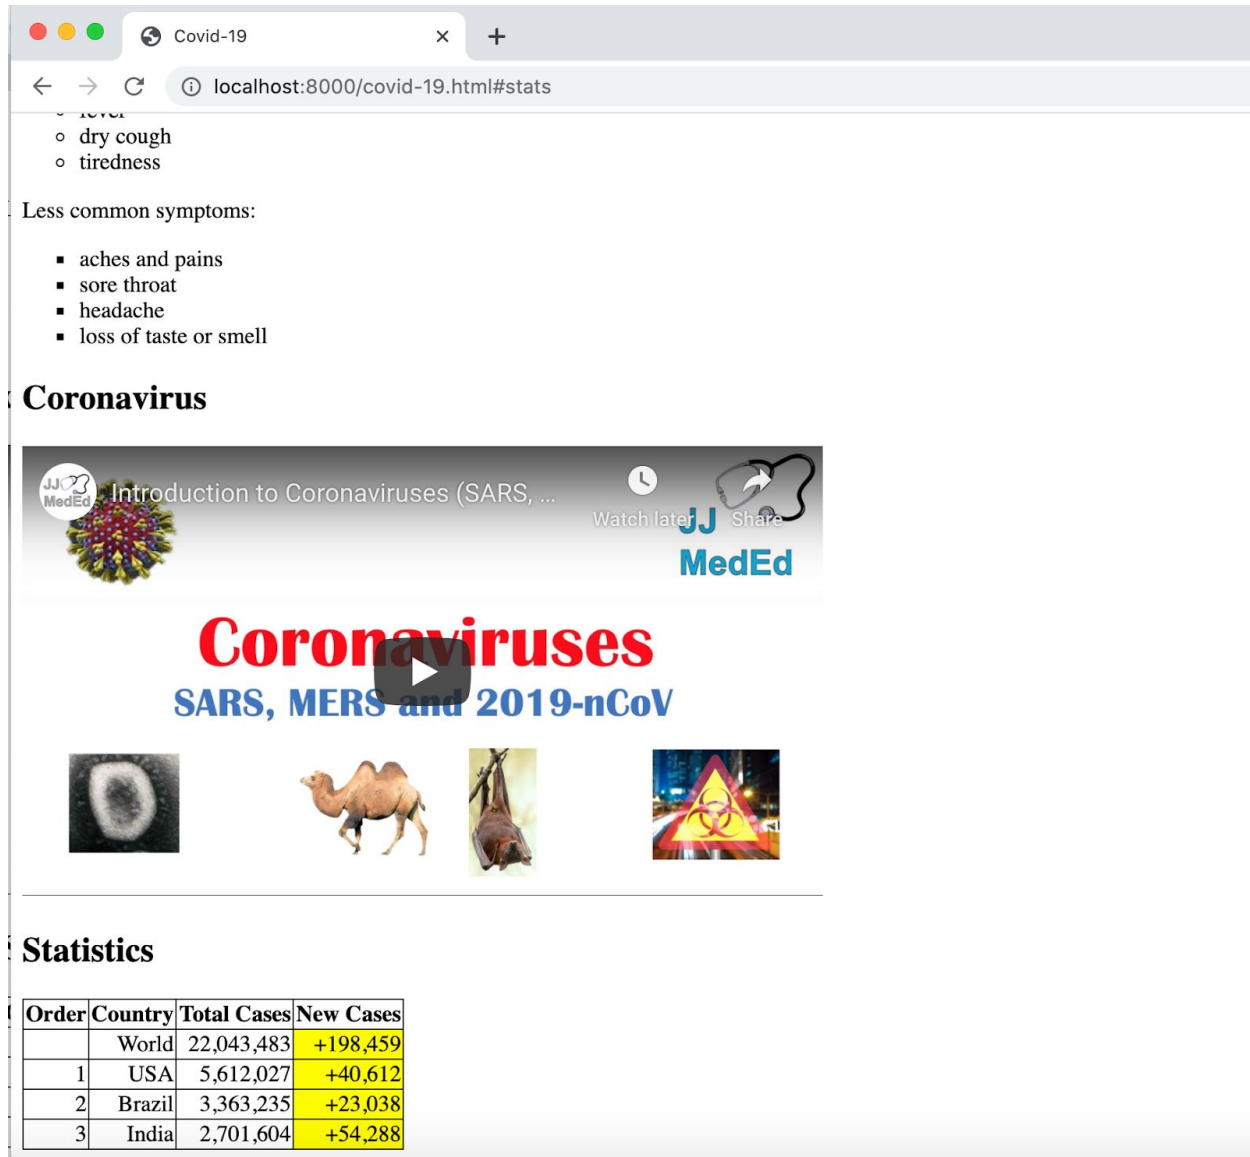 Covid-19
localhost:8000/covid-19.html#stats
fever
dry cough
tiredness
Less common symptoms:
aches and pains
sore throat
headache
loss of taste or smell
Coronavirus
JJ MedEd
Introduction to Coronaviruses (SARS, ...
Watch later
Share
JJ
MedEd
Coronaviruses
SARS, MERS and 2019-nCoV
Statistics
Order Country Total Cases New Cases
World 22,043,483 +198,459
1 USA 5,612,027 +40,612
2 Brazil 3,363,235 +23,038
3 India 2,701,604 +54,288